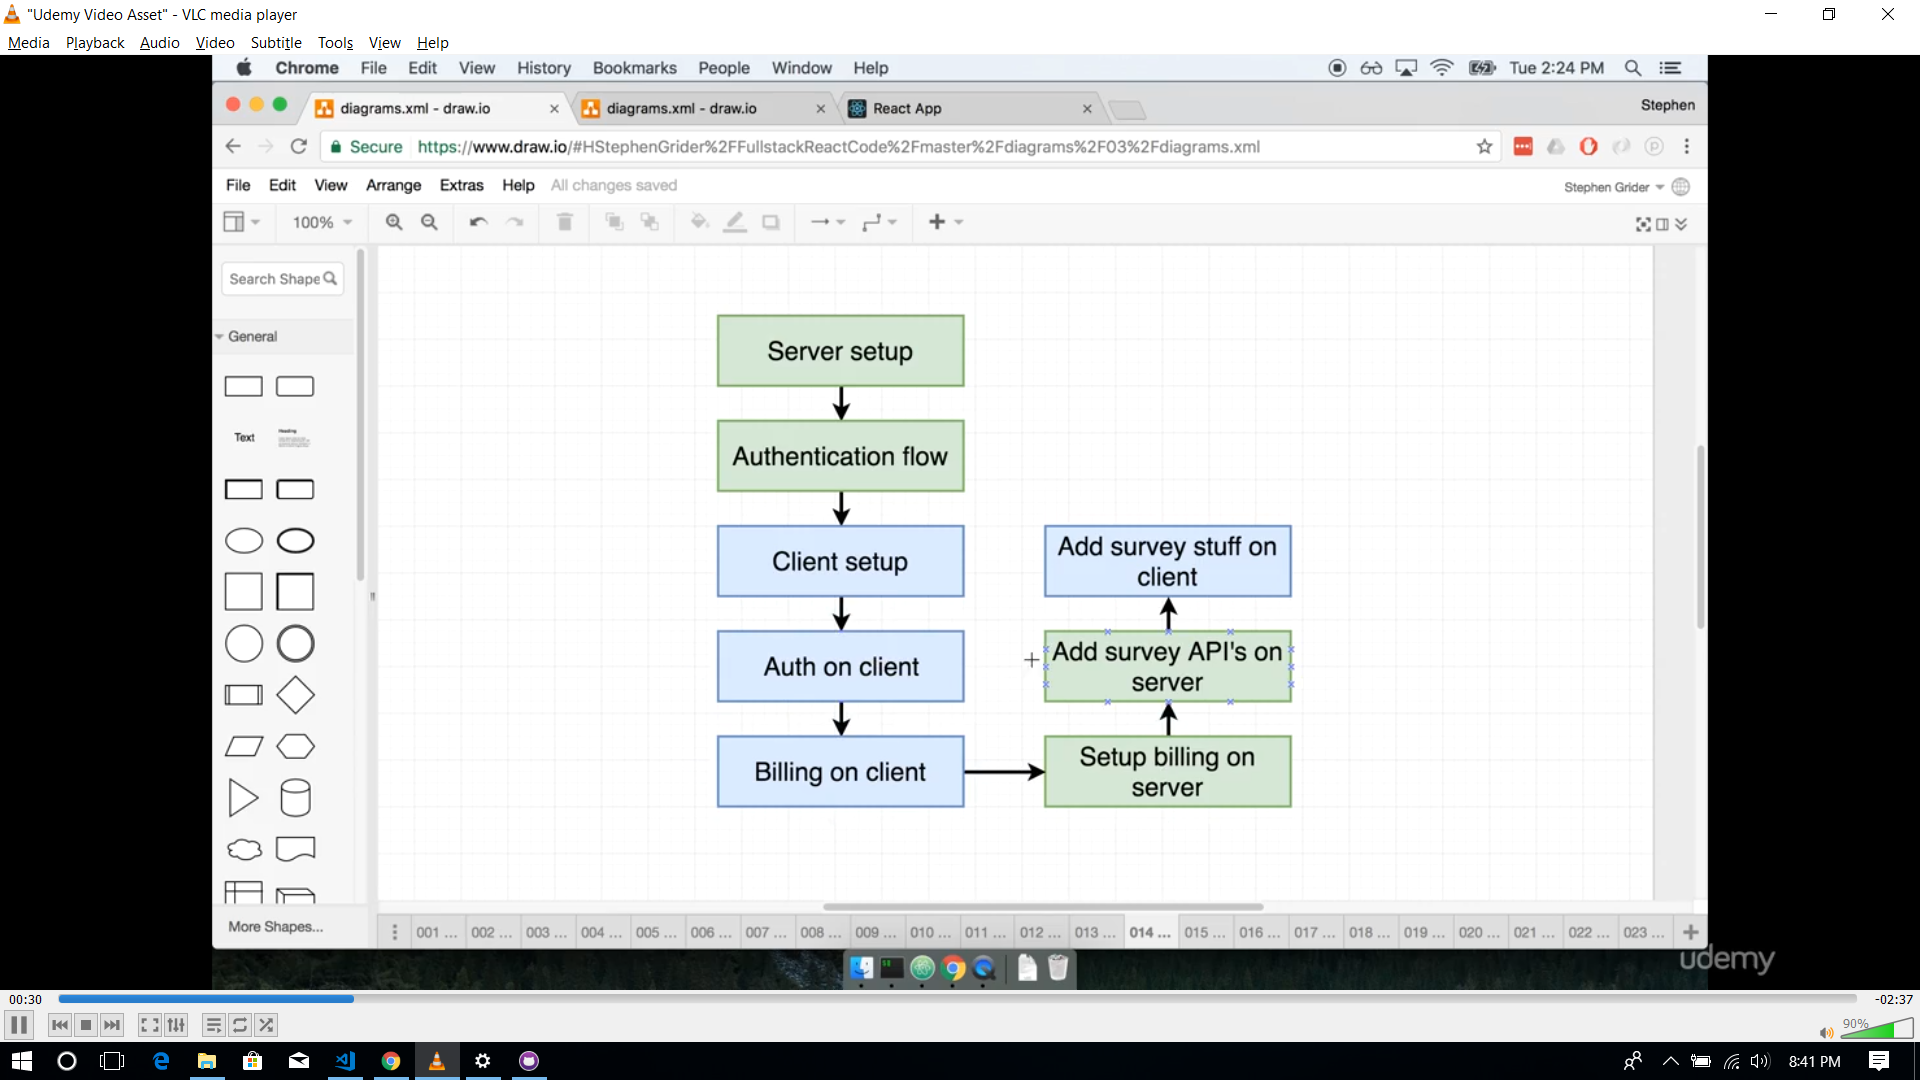 "Udemy Video Asset" - VLC media player
Media Playback Audio Video Subtitle Tools View Help
Chrome File Edit View History Bookmarks People Window Help Tue 2:24 PM
diagrams.xml - draw.io diagrams.xml - draw.io React App Stephen
Secure https://www.draw.io/#HStephenGrider%2FFullstackReactCode%2Fmaster%2Fdiagrams%2F03%2Fdiagrams.xml
File Edit View Arrange Extras Help All changes saved Stephen Grider
100%
Search Shape
General
Text
Heading
Server setup
Authentication flow
Client setup
Auth on client
Billing on client
Add survey stuff on
client
Add survey API's on
server
Setup billing on
server
More Shapes...
001 ... 002 ... 003 ... 004 ... 005 ... 006 ... 007 ... 008 ... 009 ... 010 ... 011 ... 012 ... 013 ... 014 ... 015 ... 016 ... 017 ... 018 ... 019 ... 020 ... 021 ... 022 ... 023 ...
udemy
00:30 -02:37
90%
8:41 PM